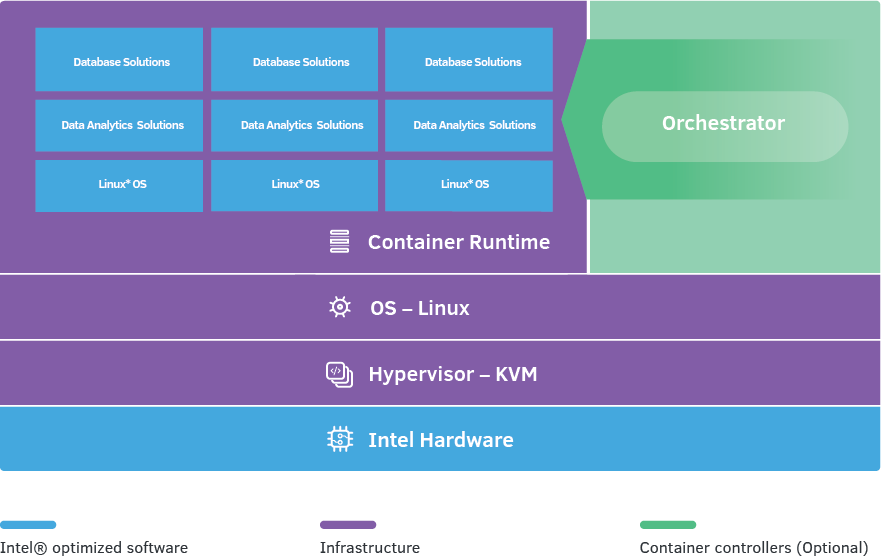 Database Solutions Database Solutions Database Solutions
Data Analytics Solutions Data Analytics Solutions Data Analytics Solutions
Orchestrator
Linux* OS Linux* OS Linux* OS
Container Runtime
OS – Linux
Hypervisor – KVM
Intel Hardware
Intel® optimized software Infrastructure Container controllers (Optional)